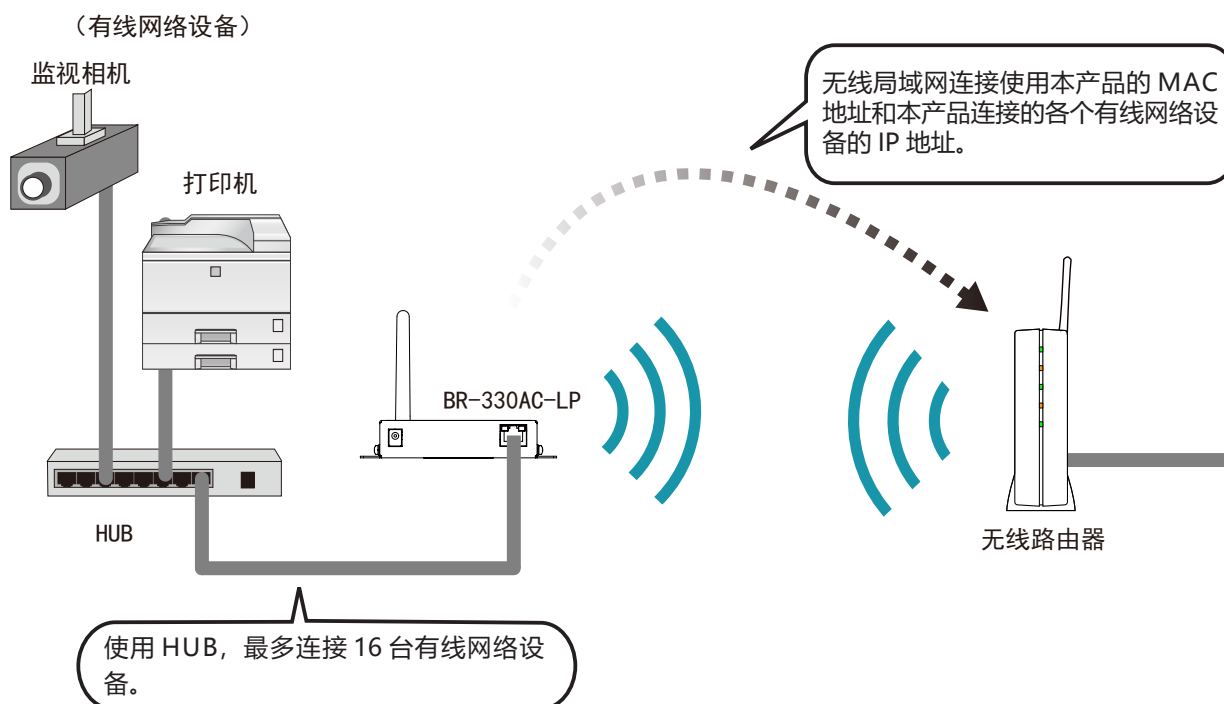 （有线网络设备）
监视相机
打印机
无线局域网连接使用本产品的 MAC
地址和本产品连接的各个有线网络设
备的 IP 地址。
BR-330AC-LP
HUB
无线路由器
使用 HUB，最多连接 16 台有线网络设
备。